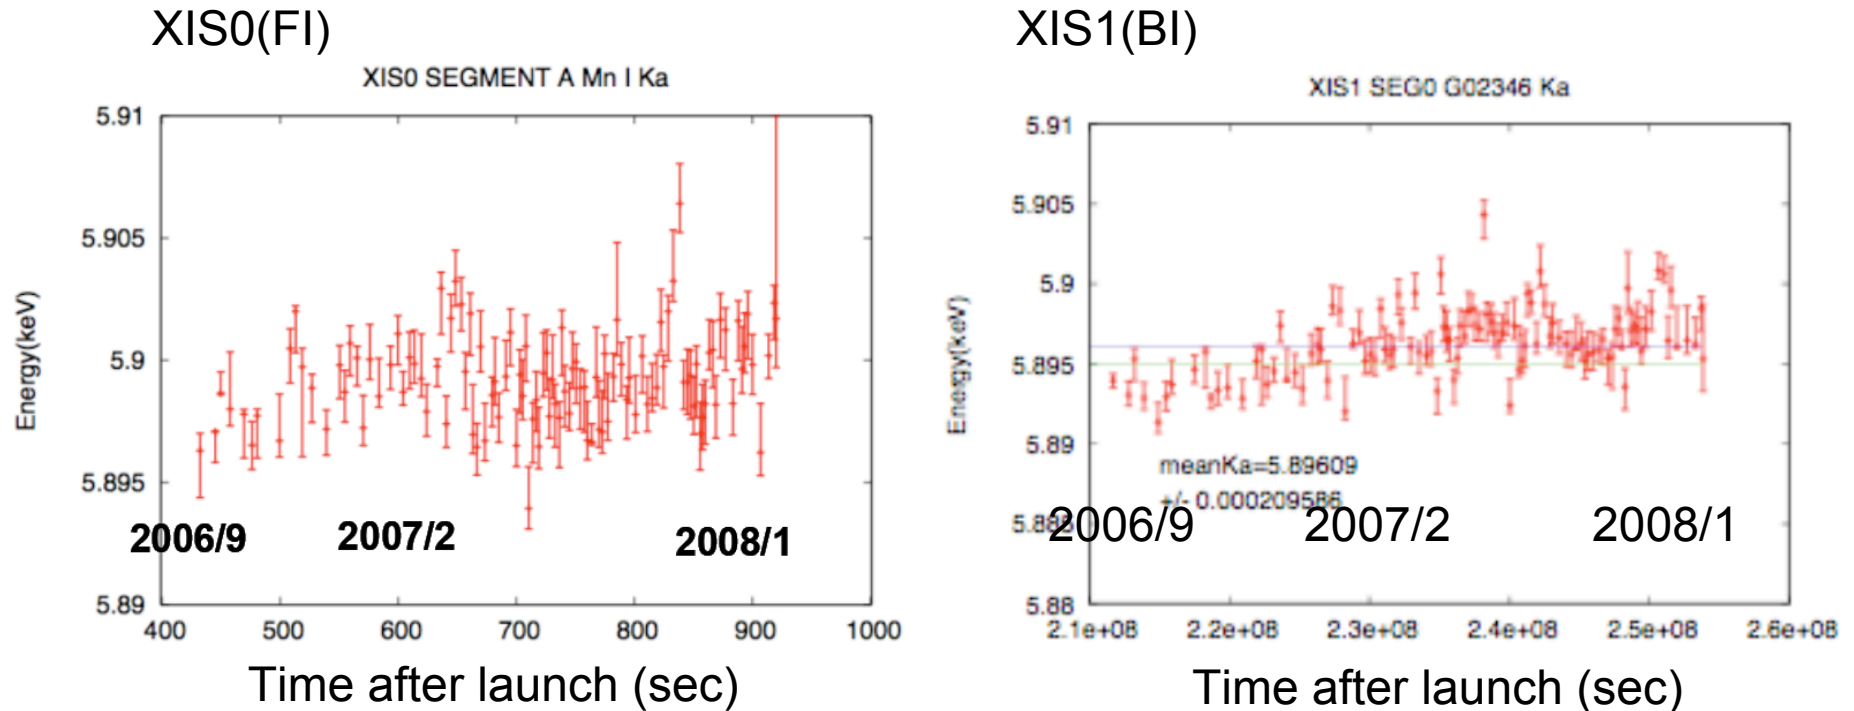 XIS0(FI)
XIS0 SEGMENT A Mn I Ka
5.91
5.905
5.9
5.895
5.89
Energy(keV)
2006/9 2007/2 2008/1
400 500 600 700 800 900 1000
Time after launch (sec)
XIS1(BI)
XIS1 SEG0 G02346 Ka
5.91
5.905
5.9
5.895
5.89
5.885
5.88
Energy(keV)
meanKa=5.89609
+/- 0.000209586
2006/9 2007/2 2008/1
2.1e+08 2.2e+08 2.3e+08 2.4e+08 2.5e+08 2.6e+08
Time after launch (sec)